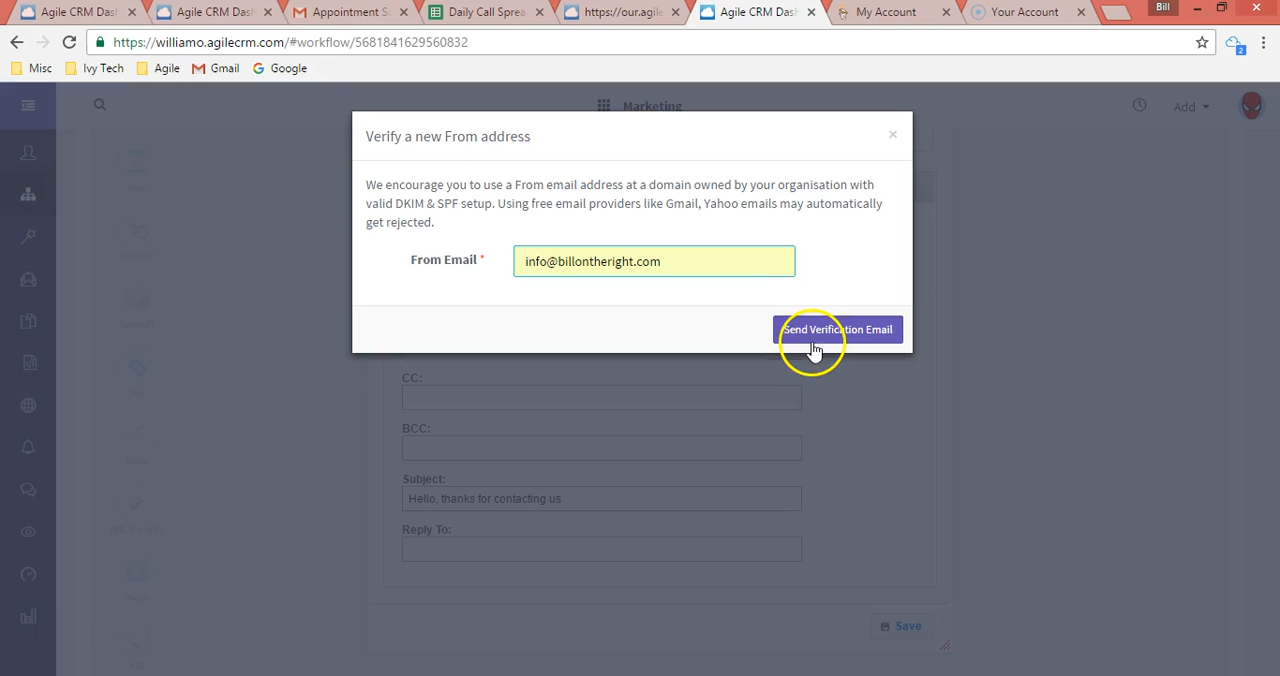 Agile CRM Das
Agile CRM Das
Appointment S
Daily Call Sprea
https://our.agile
Agile CRM Das
My Account
Your Account
Bill
https://williamo.agilecrm.com/#workflow/5681841629560832
2
Misc
Ivy Tech
Agile
Gmail
Google
Marketing
Add
Verify a new From address
×
We encourage you to use a From email address at a domain owned by your organisation with
valid DKIM & SPF setup. Using free email providers like Gmail, Yahoo emails may automatically
get rejected.
From Email *
info@billontheright.com
Send Verification Email
CC:
BCC:
Subject:
Hello, thanks for contacting us
Reply To:
Save